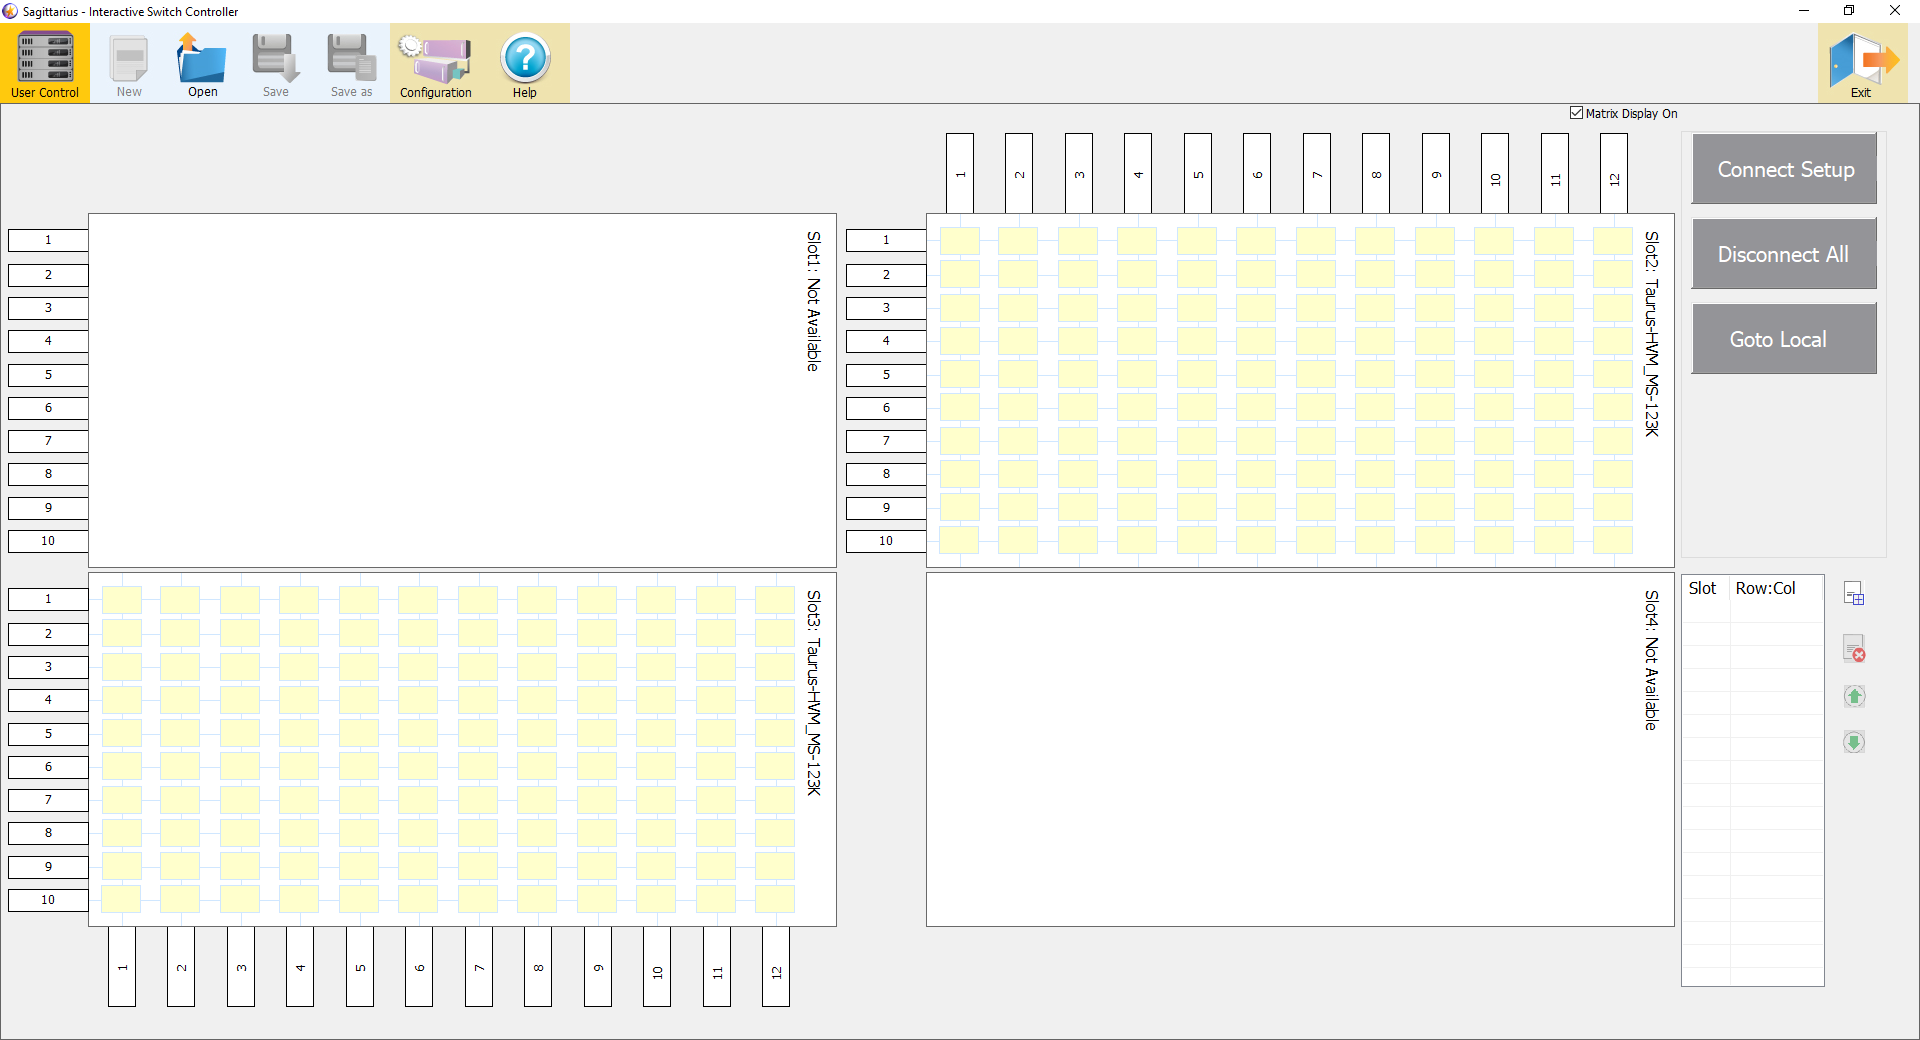 Sagittarius - Interactive Switch Controller
User Control
New
Open
Save
Save as
Configuration
Help
Exit
Matrix Display On
1 2 3 4 5 6 7 8 9 10 11 12
1
2
3
4
5
6
7
8
9
10
Slot1: Not Available
1
2
3
4
5
6
7
8
9
10
Slot2: Taurus-HVM_MS-123K
Connect Setup
Disconnect All
Goto Local
1
2
3
4
5
6
7
8
9
10
Slot3: Taurus-HVM_MS-123K
1 2 3 4 5 6 7 8 9 10 11 12
Slot4: Not Available
Slot Row:Col